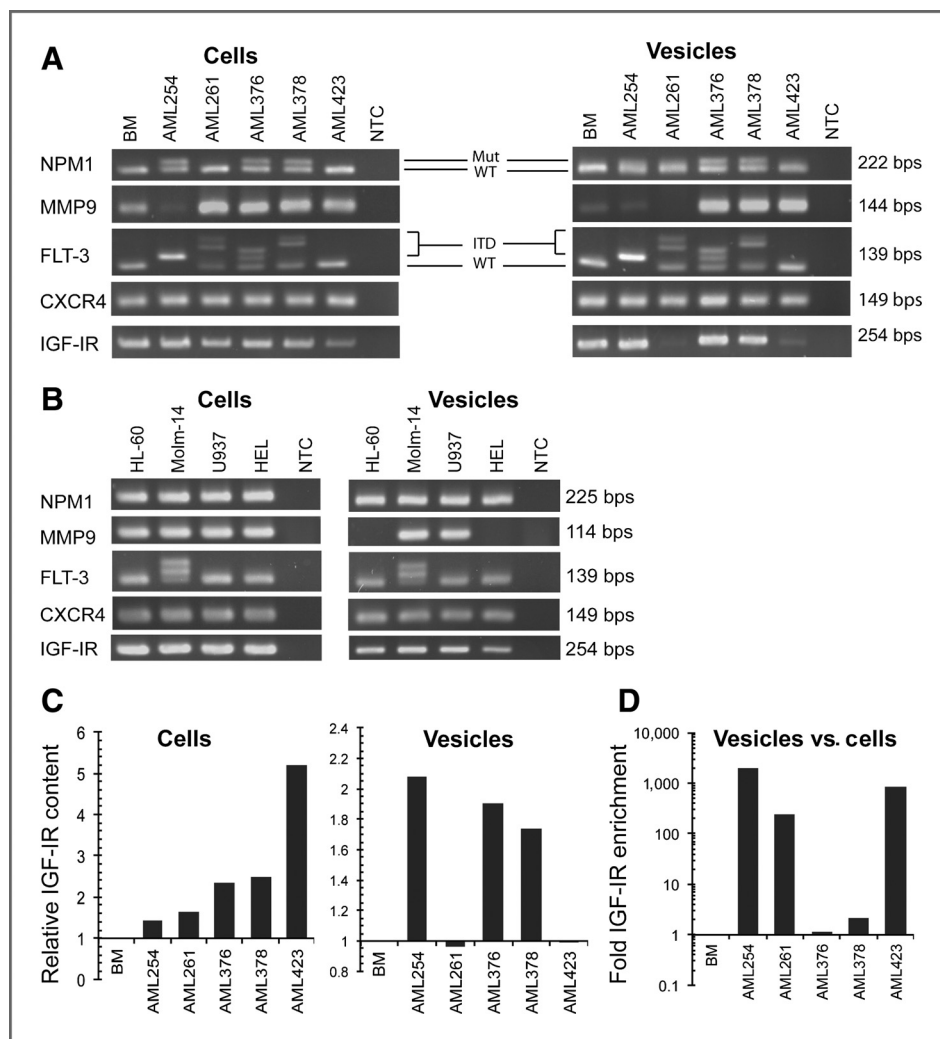 A
Cells
Vesicles
BM
AML254
AML261
AML376
AML378
AML423
NTC
BM
AML254
AML261
AML376
AML378
AML423
NTC
NPM1
Mut
WT
222 bps
MMP9
144 bps
FLT-3
ITD
WT
139 bps
CXCR4
149 bps
IGF-IR
254 bps
B
Cells
Vesicles
HL-60
Molm-14
U937
HEL
NTC
HL-60
Molm-14
U937
HEL
NTC
NPM1
225 bps
MMP9
114 bps
FLT-3
139 bps
CXCR4
149 bps
IGF-IR
254 bps
C
Cells
Relative IGF-IR content
6
5
4
3
2
1
0
BM
AML254
AML261
AML376
AML378
AML423
Vesicles
2.4
2.2
2
1.8
1.6
1.4
1.2
1
0.8
BM
AML254
AML261
AML376
AML378
AML423
D
Vesicles vs. cells
Fold IGF-IR enrichment
10,000
1,000
100
10
1
0.1
BM
AML254
AML261
AML376
AML378
AML423